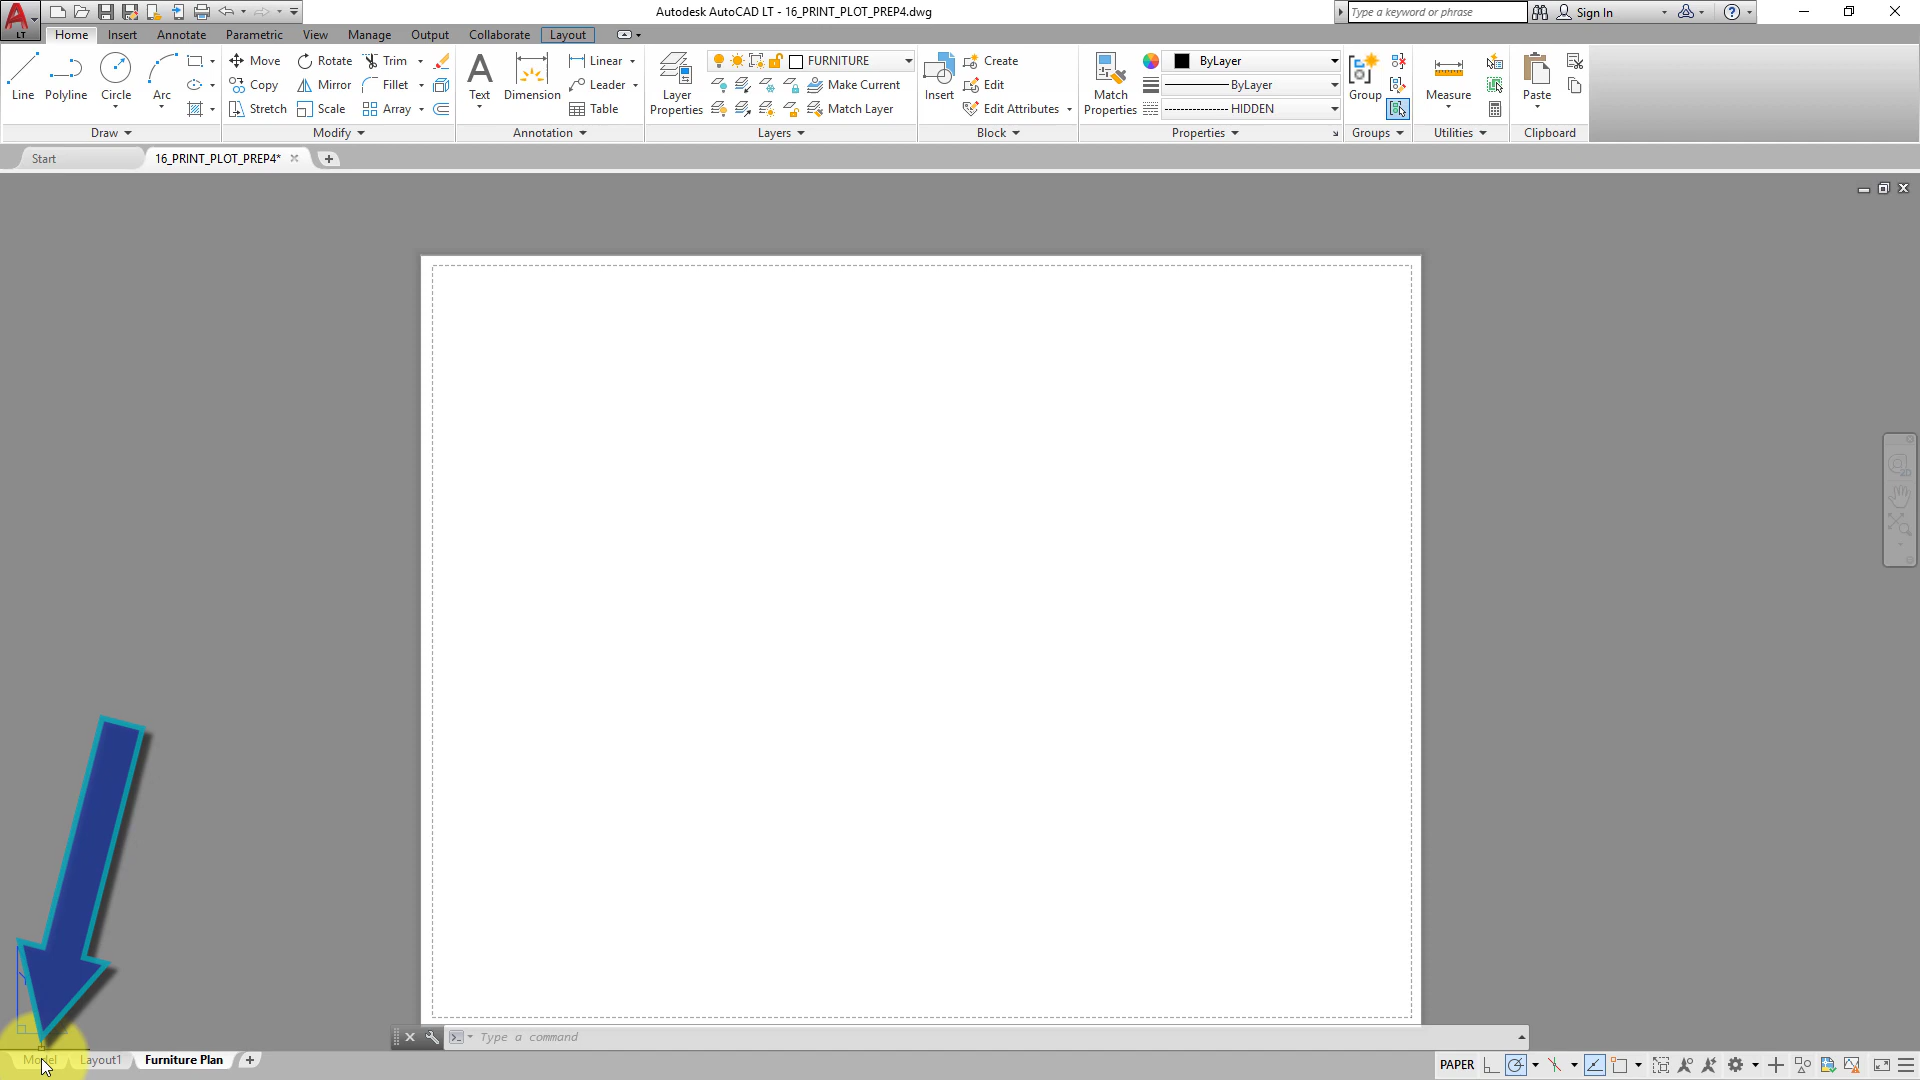 LT
Autodesk AutoCAD LT - 16_PRINT_PLOT_PREP4.dwg
Type a keyword or phrase
Sign In
Home Insert Annotate Parametric View Manage Output Collaborate Layout
Line Polyline Circle Arc
Draw
Move Rotate Trim
Copy Mirror Fillet
Stretch Scale Array
Modify
Text Dimension
Linear
Leader
Table
Annotation
Layer Properties
FURNITURE
Make Current
Match Layer
Layers
Insert
Create
Edit
Edit Attributes
Block
Match Properties
ByLayer
ByLayer
HIDDEN
Properties
Group
Groups
Measure
Utilities
Paste
Clipboard
Start 16_PRINT_PLOT_PREP4*
Type a command
Model Layout1 Furniture Plan
PAPER